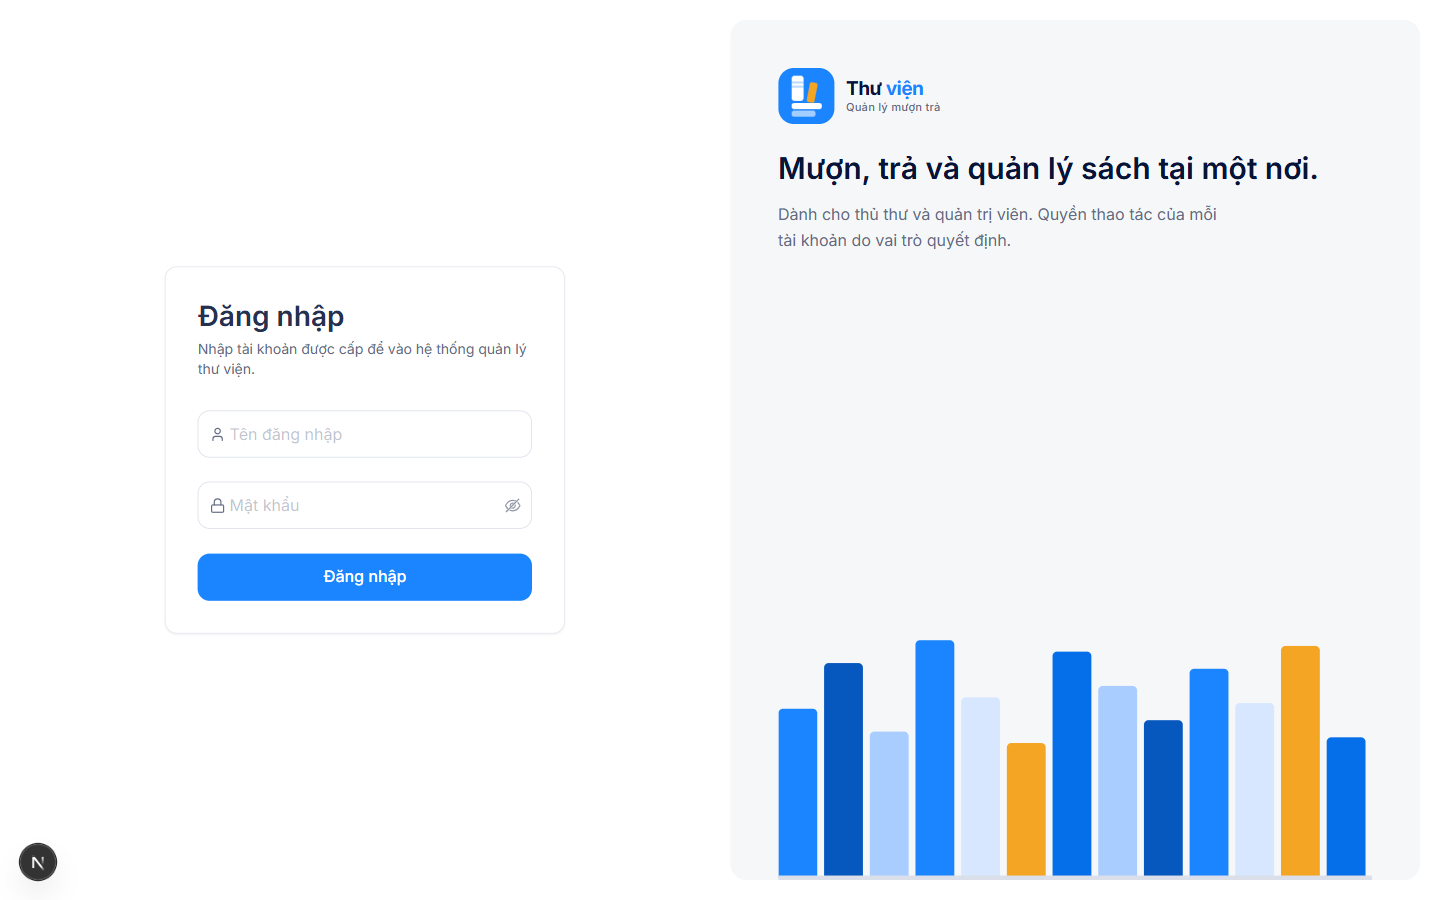 Đăng nhập
Nhập tài khoản được cấp để vào hệ thống quản lý
thư viện.
Tên đăng nhập
Mật khẩu
Đăng nhập
Thư viện
Quản lý mượn trả
Mượn, trả và quản lý sách tại một nơi.
Dành cho thủ thư và quản trị viên. Quyền thao tác của mỗi
tài khoản do vai trò quyết định.
N